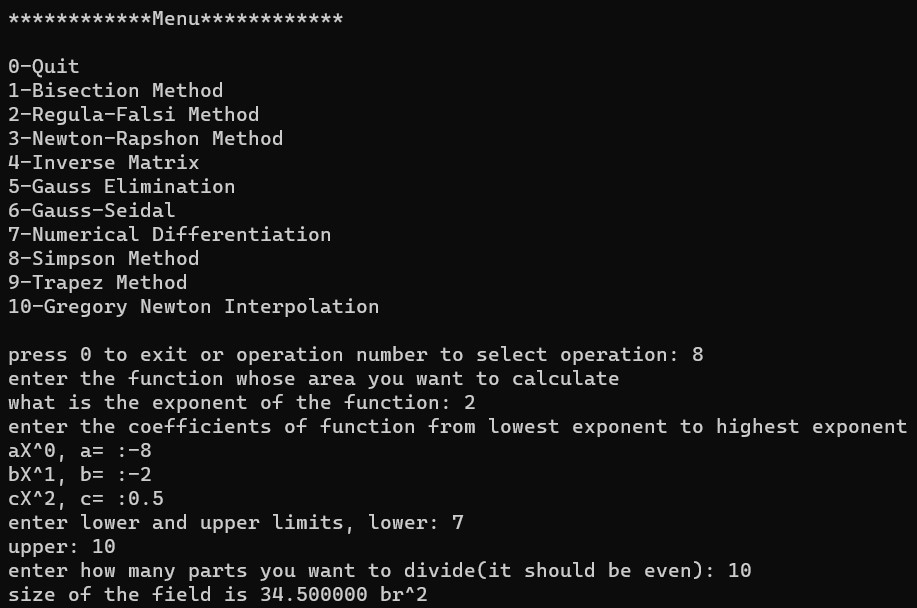 ************Menu************
0-Quit
1-Bisection Method
2-Regula-Falsi Method
3-Newton-Rapshon Method
4-Inverse Matrix
5-Gauss Elimination
6-Gauss-Seidal
7-Numerical Differentiation
8-Simpson Method
9-Trapez Method
10-Gregory Newton Interpolation
press 0 to exit or operation number to select operation: 8
enter the function whose area you want to calculate
what is the exponent of the function: 2
enter the coefficients of function from lowest exponent to highest exponent
aX^0, a= :-8
bX^1, b= :-2
cX^2, c= :0.5
enter lower and upper limits, lower: 7
upper: 10
enter how many parts you want to divide(it should be even): 10
size of the field is 34.500000 br^2